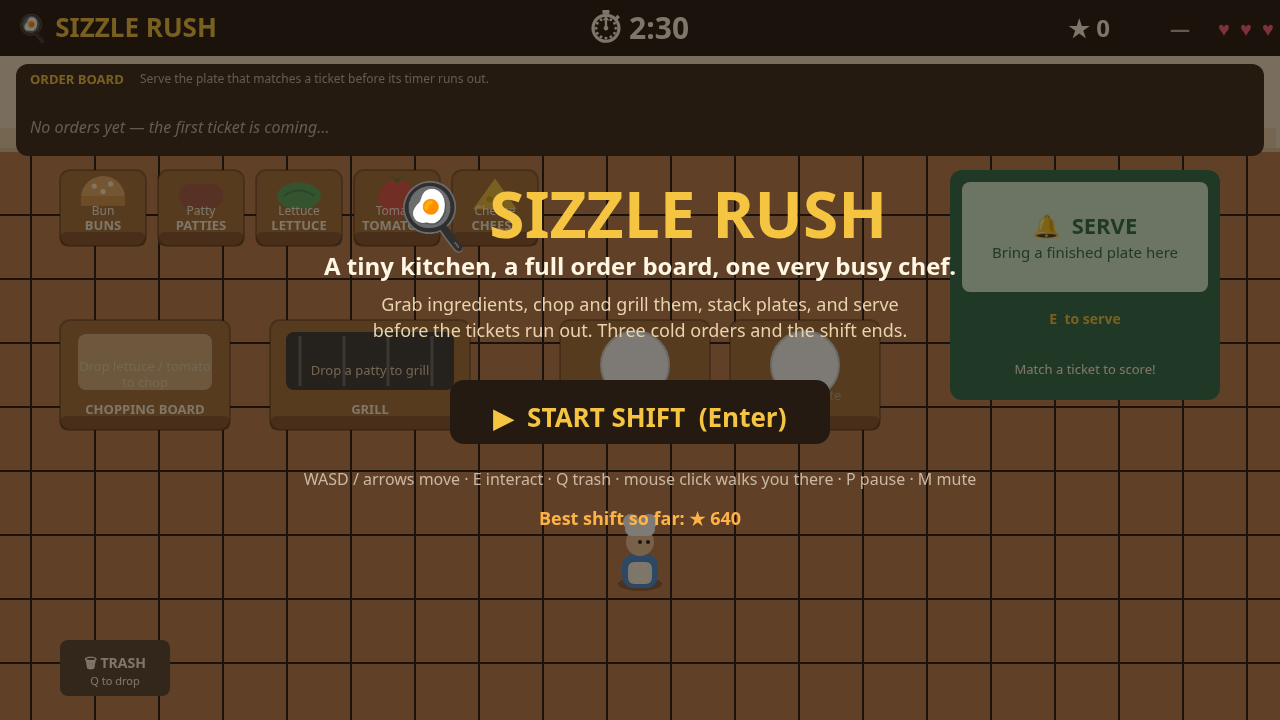 🍳 SIZZLE RUSH
⏱ 2:30
★ 0
—
♥ ♥ ♥
ORDER BOARD Serve the plate that matches a ticket before its timer runs out.
No orders yet — the first ticket is coming...
Bun
BUNS
Patty
PATTIES
Lettuce
LETTUCE
SIZZLE RUSH
A tiny kitchen, a full order board, one very busy chef.
Grab ingredients, chop and grill them, stack plates, and serve
before the tickets run out. Three cold orders and the shift ends.
🔔 SERVE
Bring a finished plate here
E to serve
Match a ticket to score!
Drop lettuce / tomato
to chop
CHOPPING BOARD
Drop a patty to grill
GRILL
▶ START SHIFT (Enter)
WASD / arrows move · E interact · Q trash · mouse click walks you there · P pause · M mute
Best shift so far: ★ 640
🗑 TRASH
Q to drop